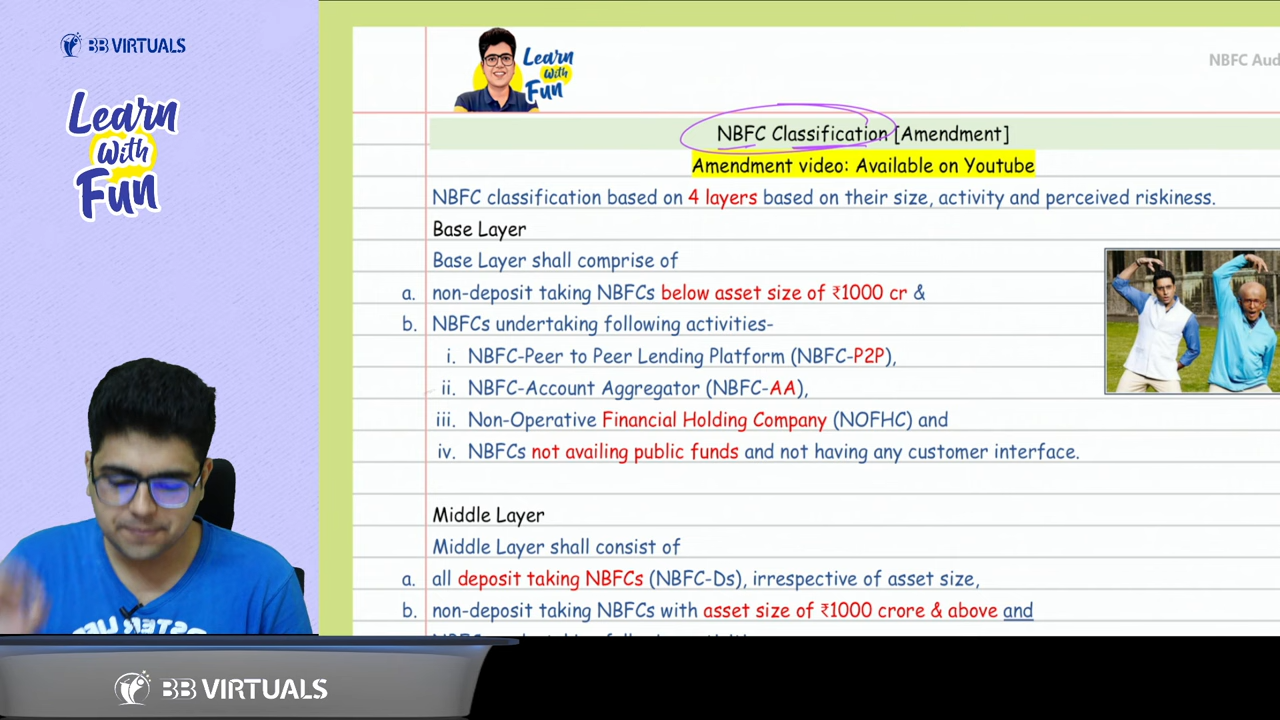 BB VIRTUALS
Learn
With
Fun
Learn
With
Fun
NBFC Aud
NBFC Classification [Amendment]
Amendment video: Available on Youtube
NBFC classification based on 4 layers based on their size, activity and perceived riskiness.
Base Layer
Base Layer shall comprise of
a. non-deposit taking NBFCs below asset size of ₹1000 cr &
b. NBFCs undertaking following activities-
i. NBFC-Peer to Peer Lending Platform (NBFC-P2P),
ii. NBFC-Account Aggregator (NBFC-AA),
iii. Non-Operative Financial Holding Company (NOFHC) and
iv. NBFCs not availing public funds and not having any customer interface.
Middle Layer
Middle Layer shall consist of
a. all deposit taking NBFCs (NBFC-Ds), irrespective of asset size,
b. non-deposit taking NBFCs with asset size of ₹1000 crore & above and
BB VIRTUALS